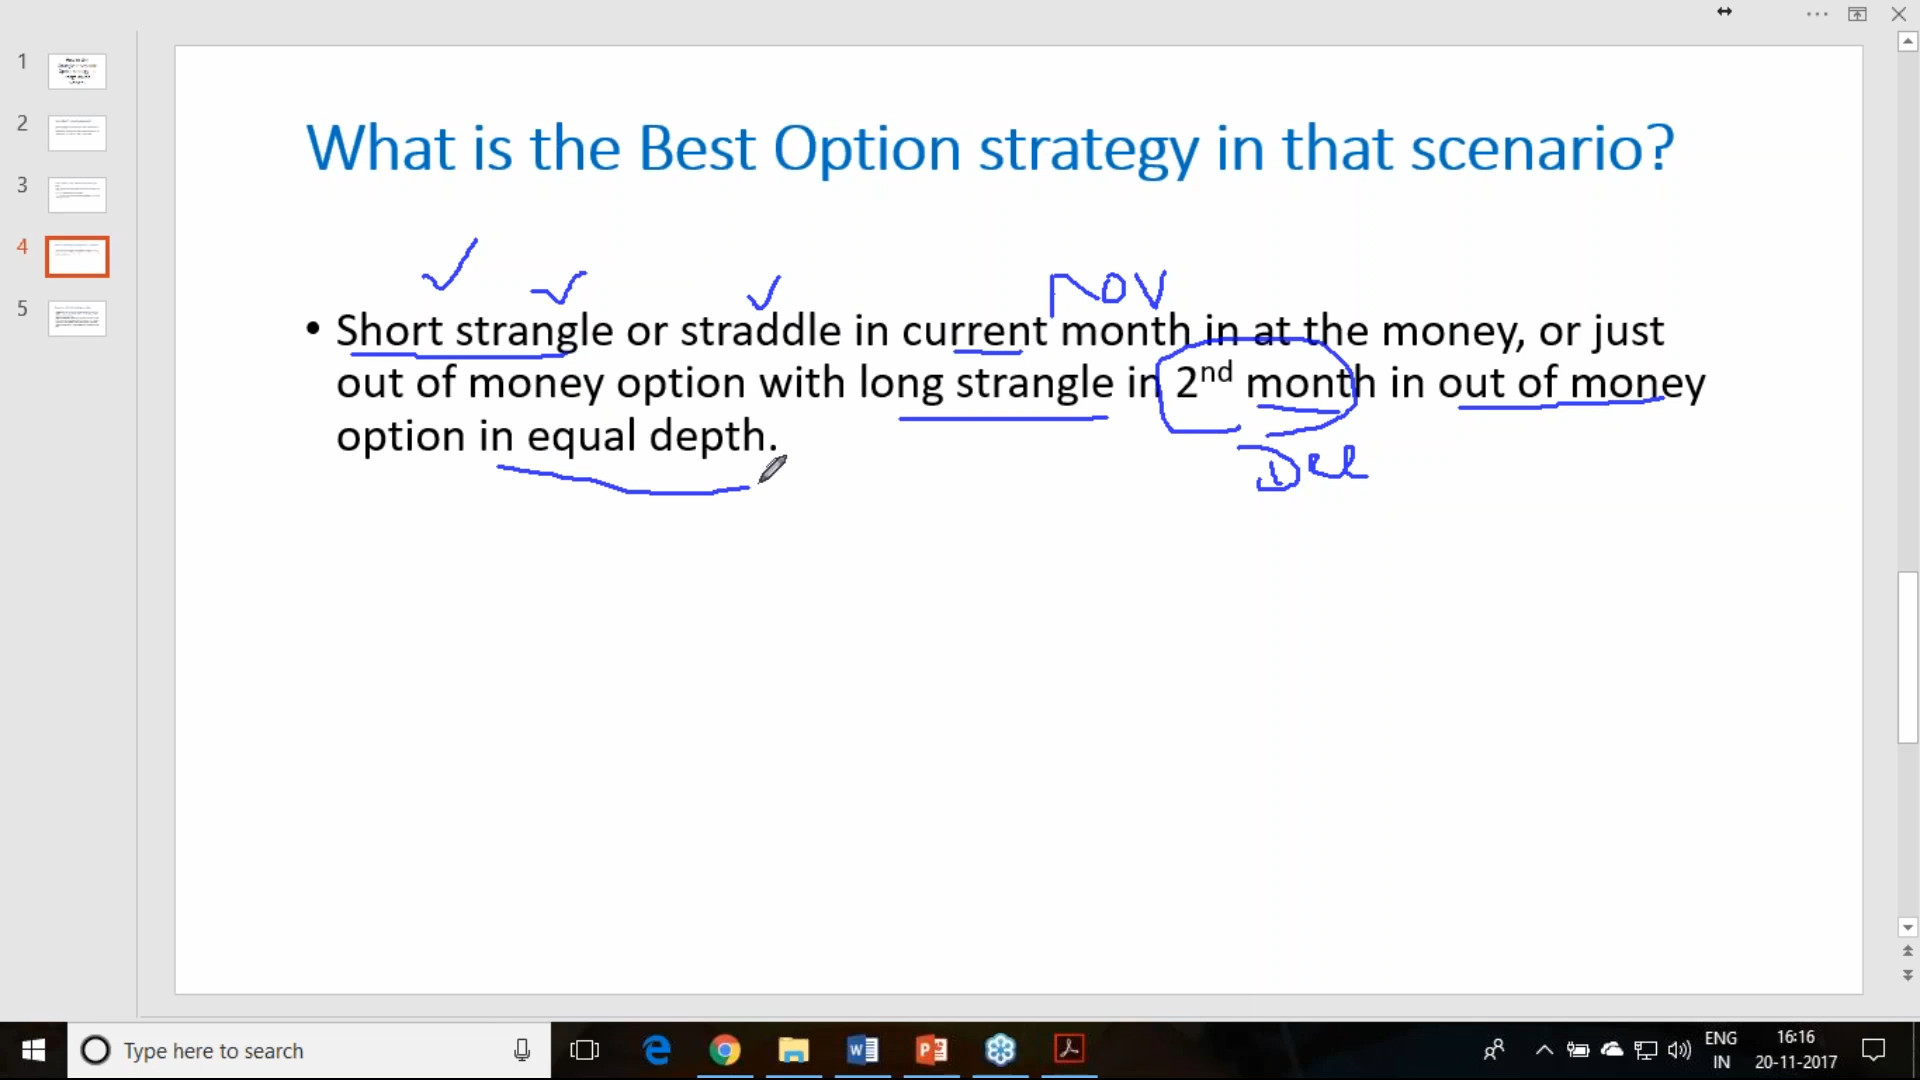 1
2
3
4
5
What is the Best Option strategy in that scenario?
NOV
• Short strangle or straddle in current month in at the money, or just
out of money option with long strangle in 2nd month in out of money
option in equal depth.
Type here to search
ENG
IN
16:16
20-11-2017